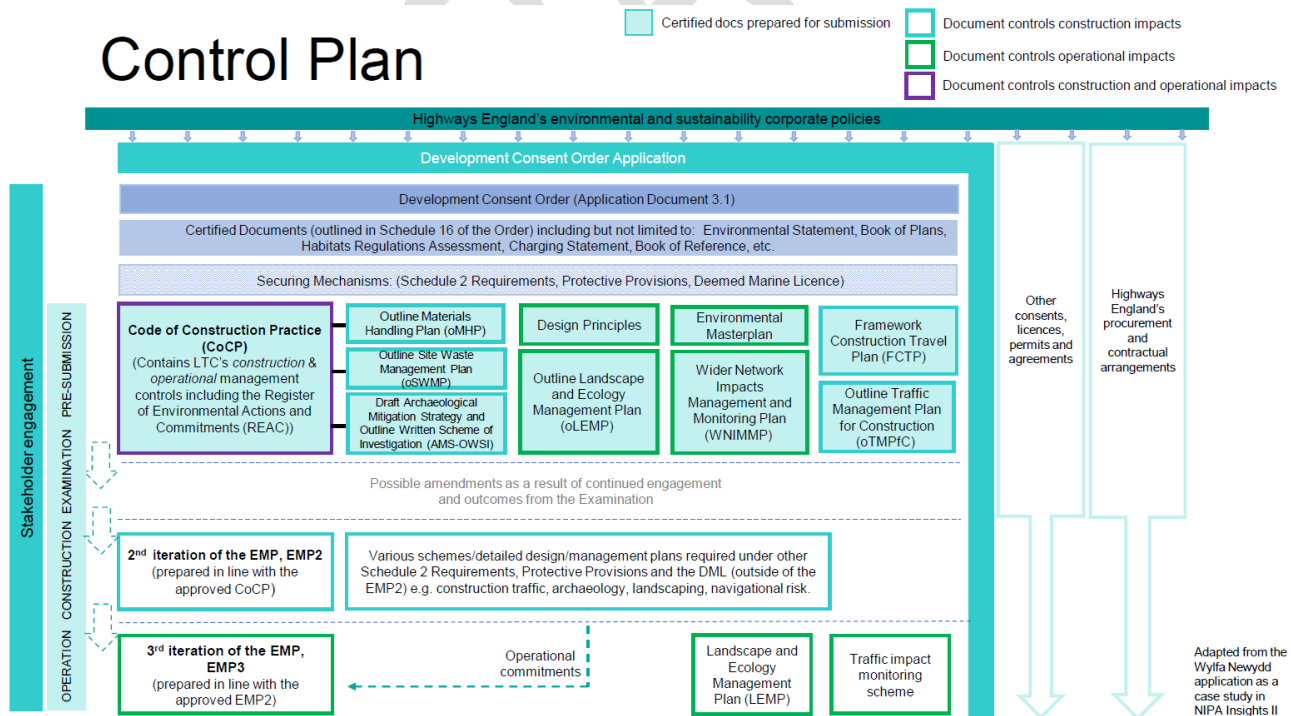 Control Plan
Certified docs prepared for submission
Document controls construction impacts
Document controls operational impacts
Document controls construction and operational impacts
Highways England's environmental and sustainability corporate policies
Development Consent Order Application
Development Consent Order (Application Document 3.1)
Certified Documents (outlined in Schedule 16 of the Order) including but not limited to: Environmental Statement, Book of Plans,
Habitats Regulations Assessment, Charging Statement, Book of Reference, etc.
Securing Mechanisms: (Schedule 2 Requirements, Protective Provisions, Deemed Marine Licence)
Stakeholder engagement
PRE-SUBMISSION
EXAMINATION
CONSTRUCTION
OPERATION
Code of Construction Practice
(CoCP)
(Contains LTC's construction &
operational management
controls including the Register
of Environmental Actions and
Commitments (REAC))
Outline Materials
Handling Plan (oMHP)
Outline Site Waste
Management Plan
(oSWMP)
Draft Archaeological
Mitigation Strategy and
Outline Written Scheme of
Investigation (AMS-OWSI)
Design Principles
Outline Landscape
and Ecology
Management Plan
(oLEMP)
Environmental
Masterplan
Wider Network
Impacts
Management and
Monitoring Plan
(WNIMMP)
Framework
Construction Travel
Plan (FCTP)
Outline Traffic
Management Plan
for Construction
(oTMPfC)
Other
consents,
licences,
permits and
agreements
Highways
England's
procurement
and
contractual
arrangements
Possible amendments as a result of continued engagement
and outcomes from the Examination
2nd iteration of the EMP, EMP2
(prepared in line with the
approved CoCP)
Various schemes/detailed design/management plans required under other
Schedule 2 Requirements, Protective Provisions and the DML (outside of the
EMP2) e.g. construction traffic, archaeology, landscaping, navigational risk.
3rd iteration of the EMP,
EMP3
(prepared in line with the
approved EMP2)
Operational
commitments
Landscape and
Ecology
Management
Plan (LEMP)
Traffic impact
monitoring
scheme
Adapted from the
Wylfa Newydd
application as a
case study in
NIPA Insights II